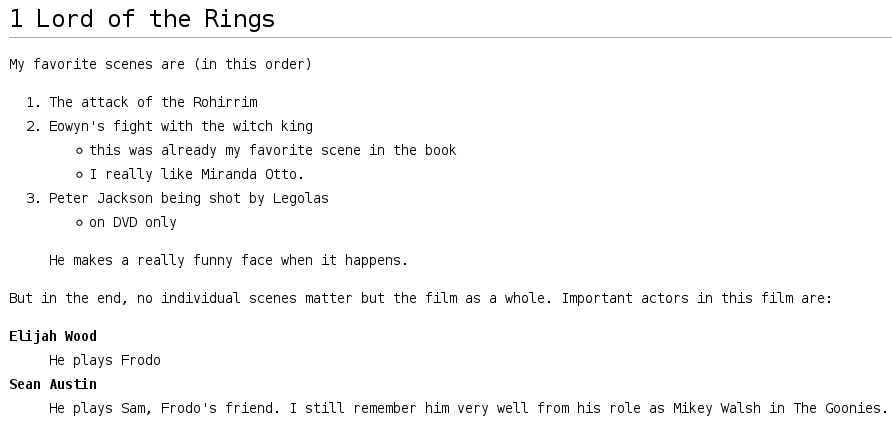 1 Lord of the Rings
My favorite scenes are (in this order)
1. The attack of the Rohirrim
2. Eowyn's fight with the witch king
∘ this was already my favorite scene in the book
∘ I really like Miranda Otto.
3. Peter Jackson being shot by Legolas
∘ on DVD only
He makes a really funny face when it happens.
But in the end, no individual scenes matter but the film as a whole. Important actors in this film are:
Elijah Wood
He plays Frodo
Sean Austin
He plays Sam, Frodo's friend. I still remember him very well from his role as Mikey Walsh in The Goonies.